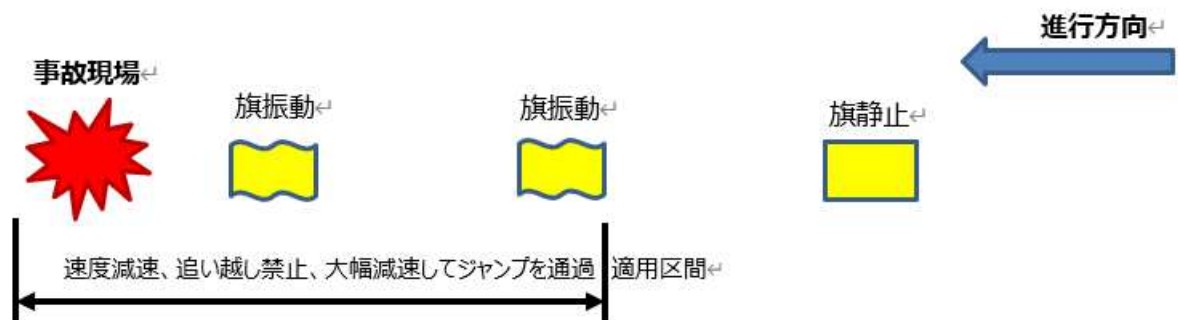 進行方向↵
事故現場↵
旗振動↵
旗振動↵
旗静止↵
速度減速、追い越し禁止、大幅減速してジャンプを通過 適用区間↵